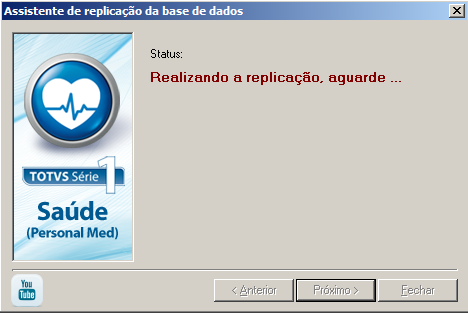 Assistente de replicação da base de dados
Status:
Realizando a replicação, aguarde ...
TOTVS Série 1
Saúde
(Personal Med)
You
Tube
< Anterior
Próximo >
Fechar